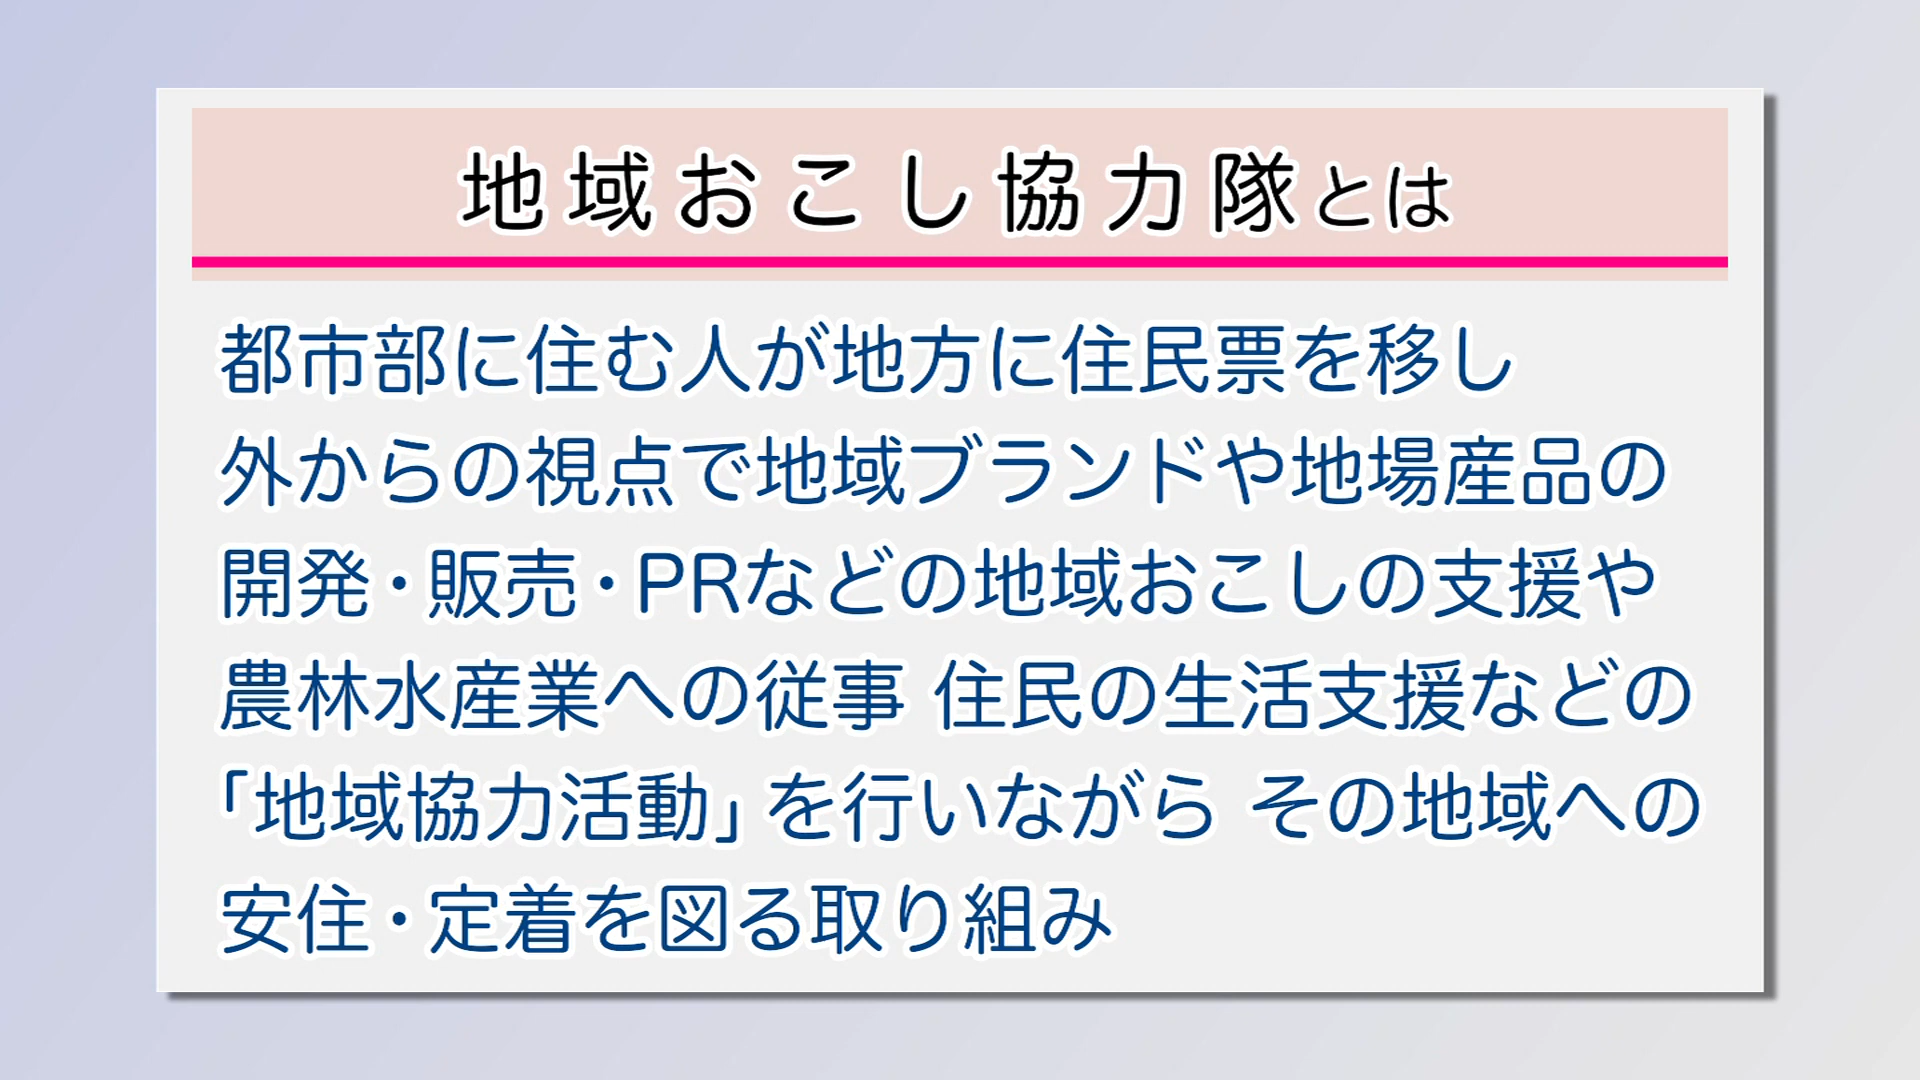 地域おこし協力隊とは
都市部に住む人が地方に住民票を移し
外からの視点で地域ブランドや地場産品の
開発・販売・PRなどの地域おこしの支援や
農林水産業への従事 住民の生活支援などの
「地域協力活動」を行いながら その地域への
安住・定着を図る取り組み